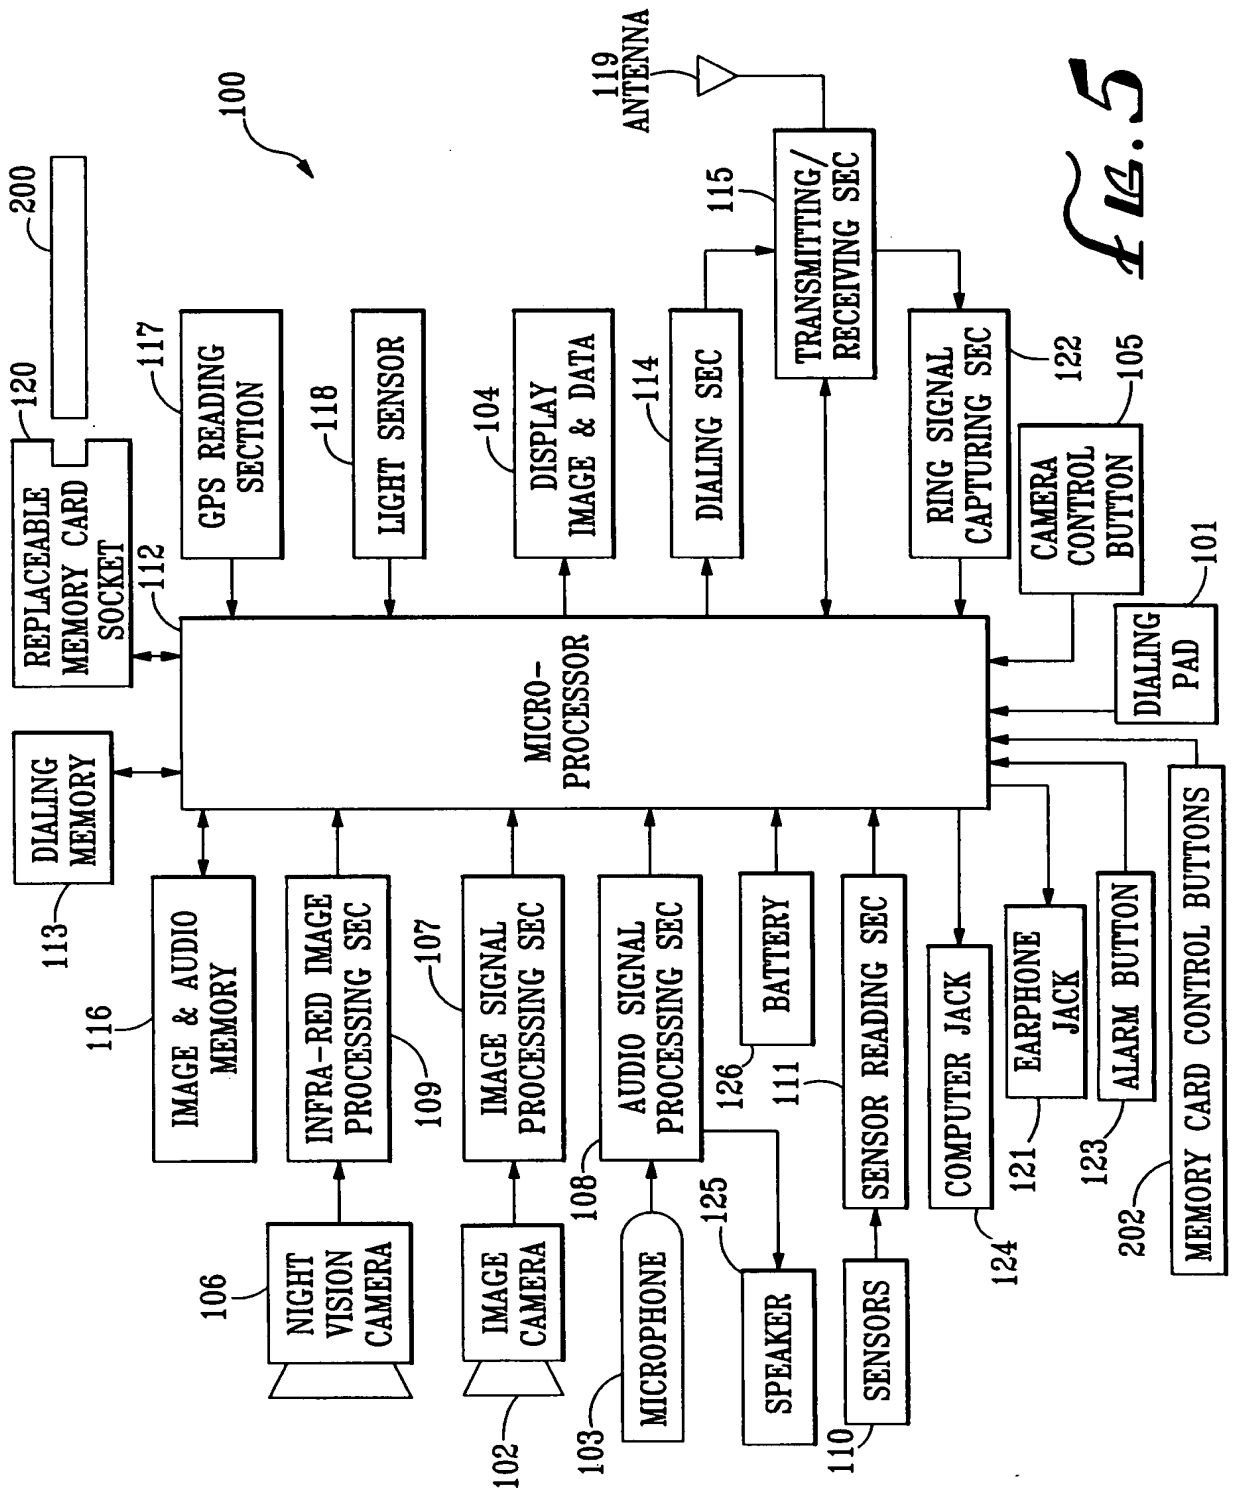 200
100
120
REPLACEABLE
MEMORY CARD
SOCKET
112
DIALING
MEMORY
113
117
GPS READING
SECTION
118
LIGHT SENSOR
104
DISPLAY
IMAGE & DATA
114
DIALING SEC
115
TRANSMITTING/
RECEIVING SEC
119
ANTENNA
RING SIGNAL
CAPTURING SEC
122
CAMERA
CONTROL
BUTTON
105
DIALING
PAD
101
MICRO-
PROCESSOR
116
IMAGE & AUDIO
MEMORY
INFRA-RED IMAGE
PROCESSING SEC
109
107
IMAGE SIGNAL
PROCESSING SEC
AUDIO SIGNAL
PROCESSING SEC
108
BATTERY
126
111
SENSOR READING SEC
COMPUTER JACK
124
EARPHONE
JACK
121
ALARM BUTTON
123
MEMORY CARD CONTROL BUTTONS
202
106
NIGHT
VISION
CAMERA
IMAGE
CAMERA
102
MICROPHONE
103
125
SPEAKER
SENSORS
110
FIG. 5